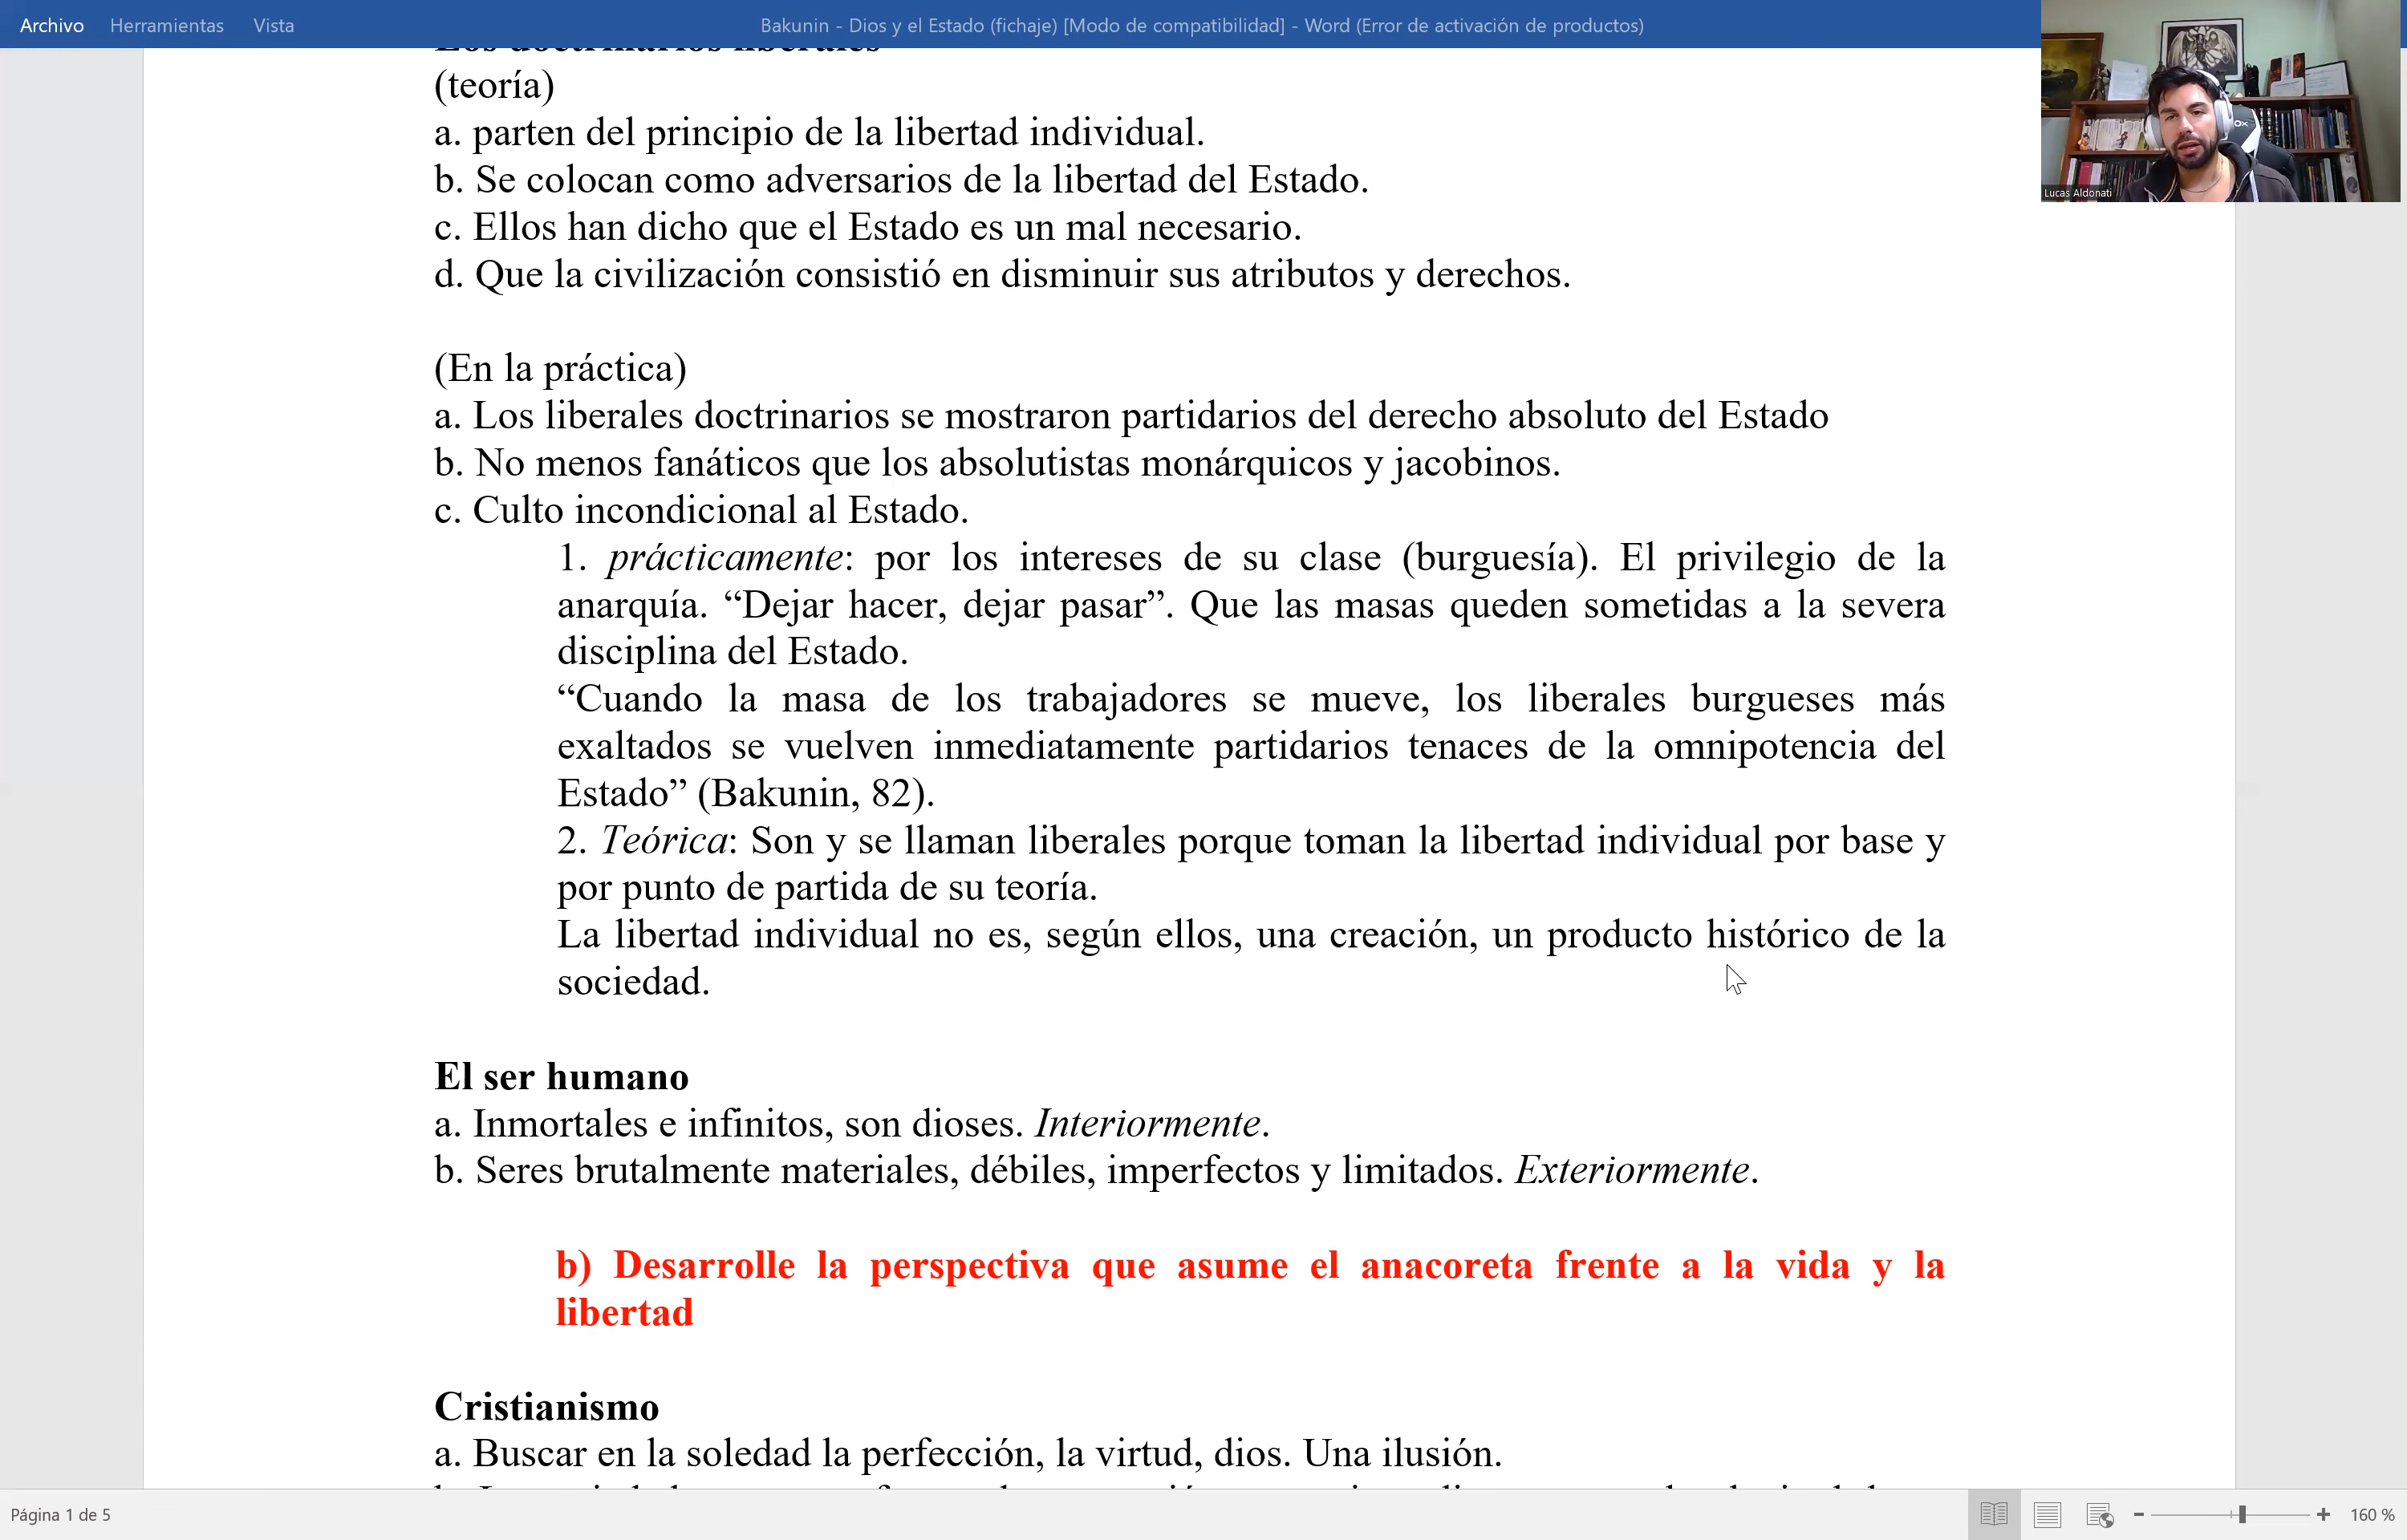 Archivo Herramientas Vista Bakunin - Dios y el Estado (fichaje) [Modo de compatibilidad] - Word (Error de activación de productos)
Lucas Aldonati
Los doctrinarios liberales
(teoría)
a. parten del principio de la libertad individual.
b. Se colocan como adversarios de la libertad del Estado.
c. Ellos han dicho que el Estado es un mal necesario.
d. Que la civilización consistió en disminuir sus atributos y derechos.
(En la práctica)
a. Los liberales doctrinarios se mostraron partidarios del derecho absoluto del Estado
b. No menos fanáticos que los absolutistas monárquicos y jacobinos.
c. Culto incondicional al Estado.
1. prácticamente: por los intereses de su clase (burguesía). El privilegio de la
anarquía. “Dejar hacer, dejar pasar”. Que las masas queden sometidas a la severa
disciplina del Estado.
“Cuando la masa de los trabajadores se mueve, los liberales burgueses más
exaltados se vuelven inmediatamente partidarios tenaces de la omnipotencia del
Estado” (Bakunin, 82).
2. Teórica: Son y se llaman liberales porque toman la libertad individual por base y
por punto de partida de su teoría.
La libertad individual no es, según ellos, una creación, un producto histórico de la
sociedad.
El ser humano
a. Inmortales e infinitos, son dioses. Interiormente.
b. Seres brutalmente materiales, débiles, imperfectos y limitados. Exteriormente.
b) Desarrolle la perspectiva que asume el anacoreta frente a la vida y la
libertad
Cristianismo
a. Buscar en la soledad la perfección, la virtud, dios. Una ilusión.
Página 1 de 5
160 %